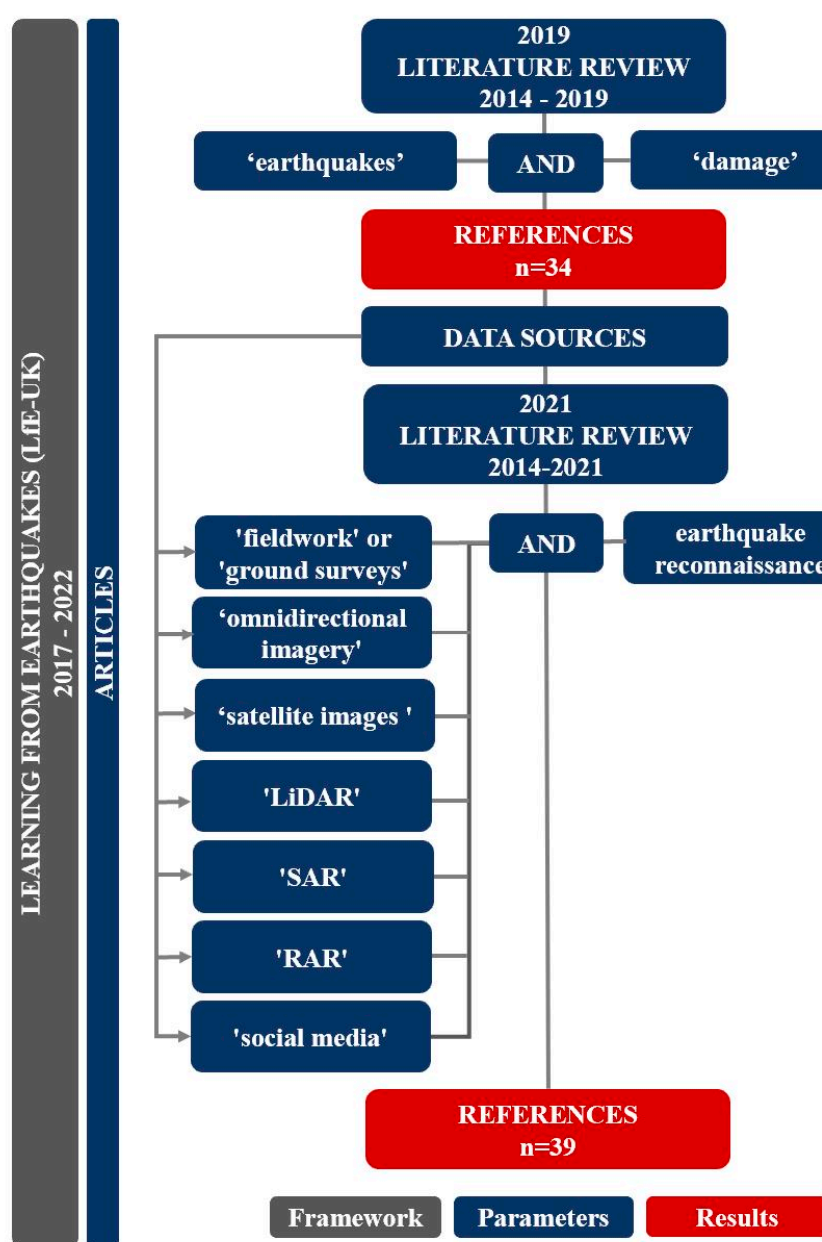 LEARNING FROM EARTHQUAKES (LfE-UK)
2017 - 2022
ARTICLES
2019
LITERATURE REVIEW
2014 - 2019
‘earthquakes’
AND
‘damage’
REFERENCES
n=34
DATA SOURCES
2021
LITERATURE REVIEW
2014-2021
'fieldwork' or
'ground surveys'
AND
earthquake
reconnaissance
‘omnidirectional
imagery'
‘satellite images '
'LiDAR'
'SAR'
'RAR'
'social media'
REFERENCES
n=39
Framework
Parameters
Results